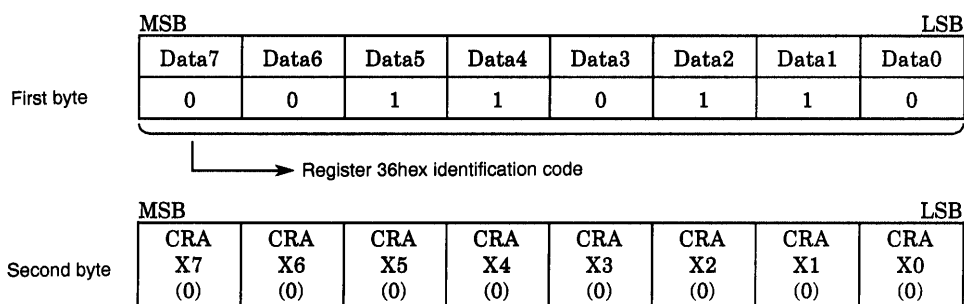 MSB LSB
Data7 Data6 Data5 Data4 Data3 Data2 Data1 Data0
First byte 0 0 1 1 0 1 1 0
Register 36hex identification code
MSB LSB
CRA CRA CRA CRA CRA CRA CRA CRA
Second byte X7 X6 X5 X4 X3 X2 X1 X0
(0) (0) (0) (0) (0) (0) (0) (0)